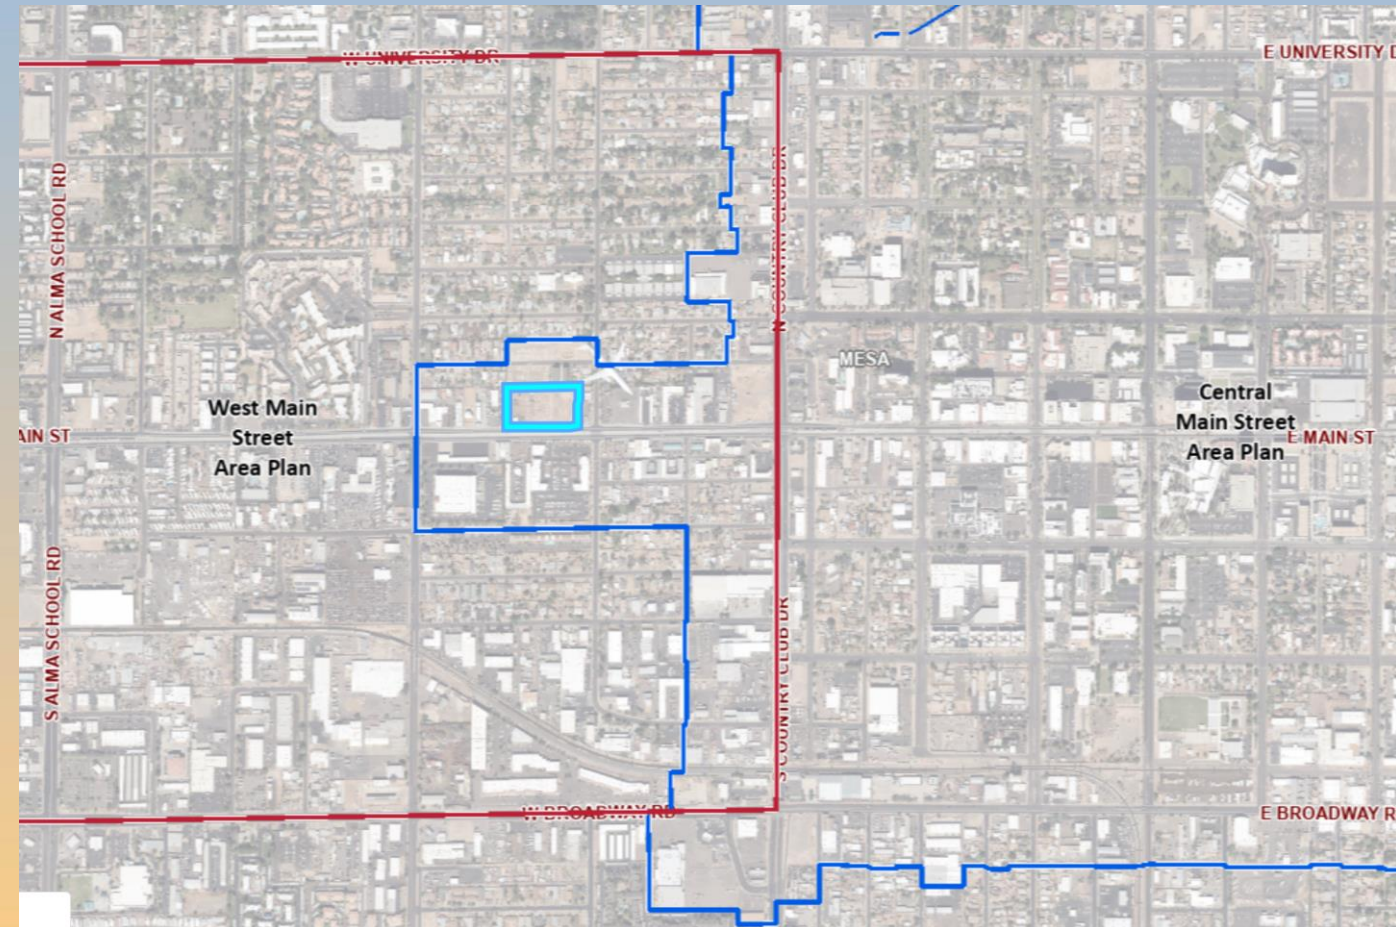 W UNIVERSITY DR
E UNIVERSITY D
N ALMA SCHOOL RD
N COUNTRY CLUB DR
MESA
West Main
Street
Area Plan
Central
Main Street
Area Plan
AIN ST
E MAIN ST
S ALMA SCHOOL RD
S COUNTRY CLUB DR
W BROADWAY RD
E BROADWAY R